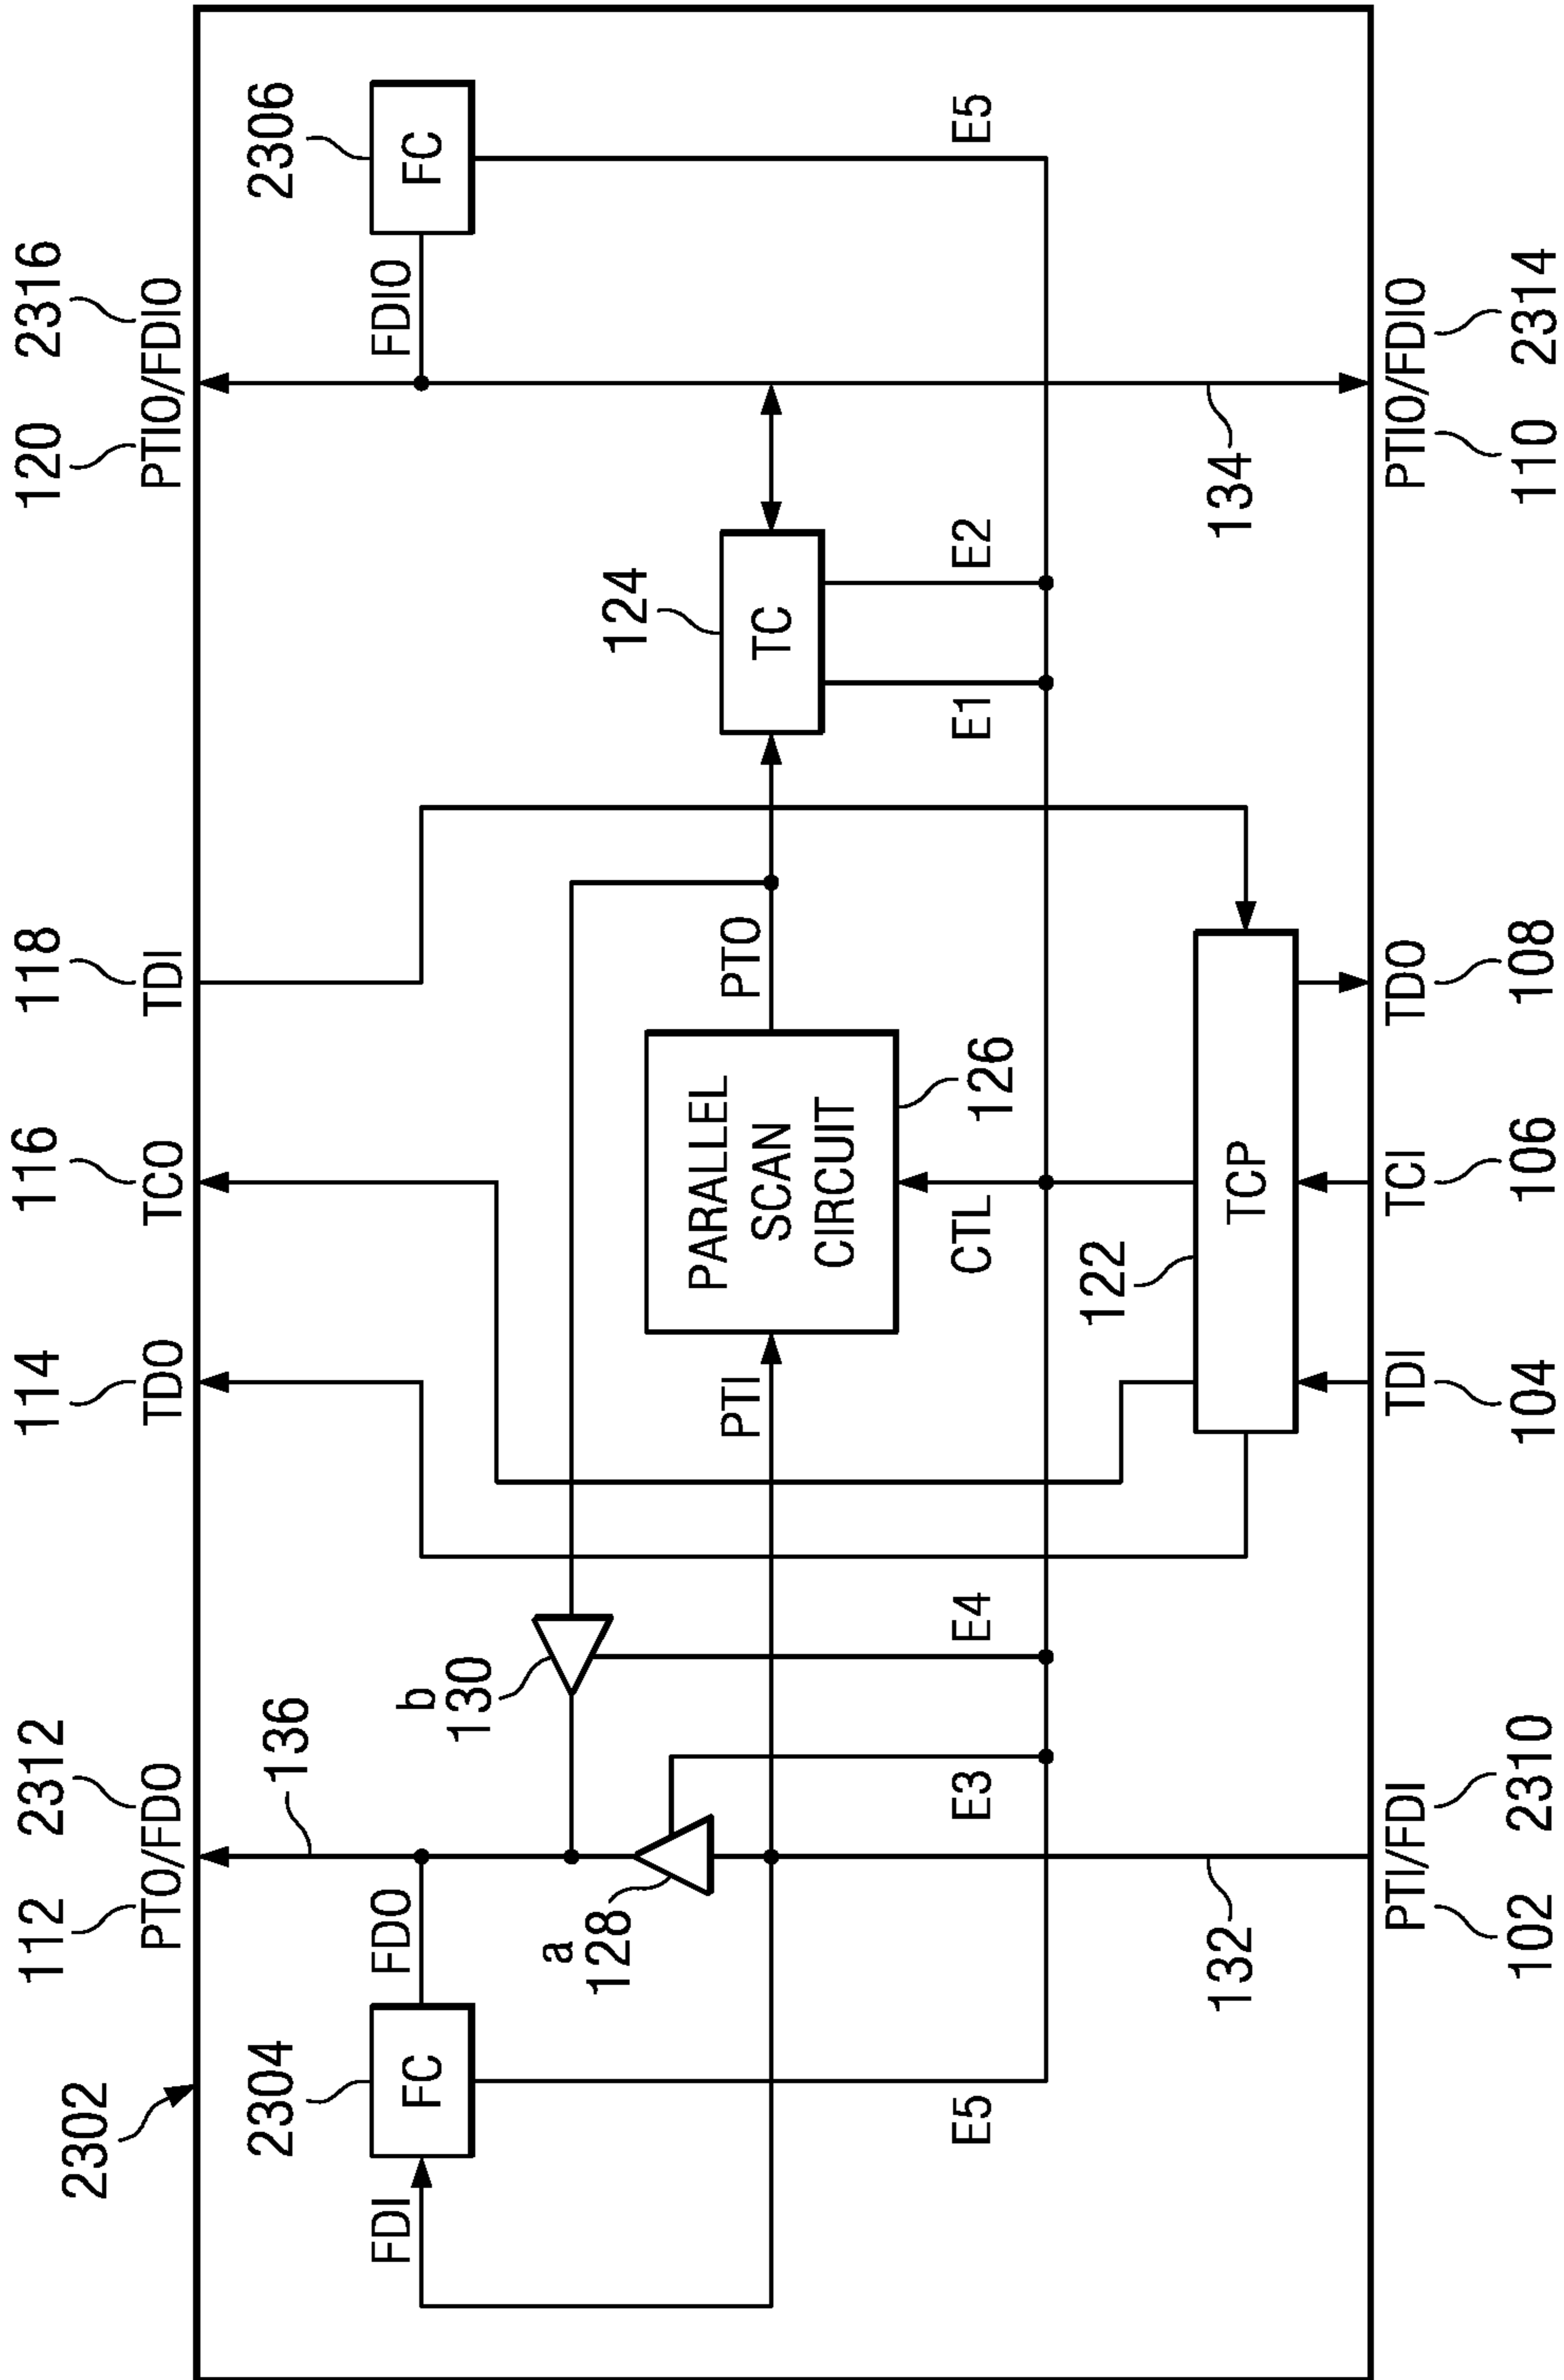 112 2312 114 116 118 120 2316
2302
PTO/FDO TDO TCO TDI PTIO/FDIO
2304 136 2306
FDI FDO FDIO
FC FC
b
130
a
128
124
PARALLEL
SCAN
CIRCUIT
PTI PTO
TC
126
E5 E3 E4 CTL E1 E2 E5
122
132 134
TCP
PTI/FDI TDI TCI TDO PTIO/FDIO
102 2310 104 106 108 110 2314